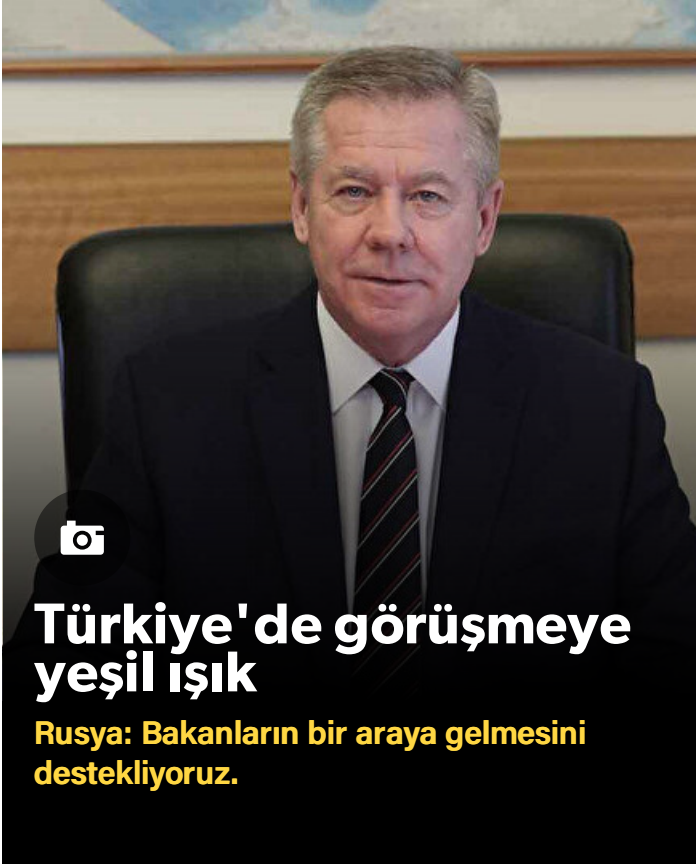 Türkiye'de görüşmeye
yeşil ışık
Rusya: Bakanların bir araya gelmesini
destekliyoruz.